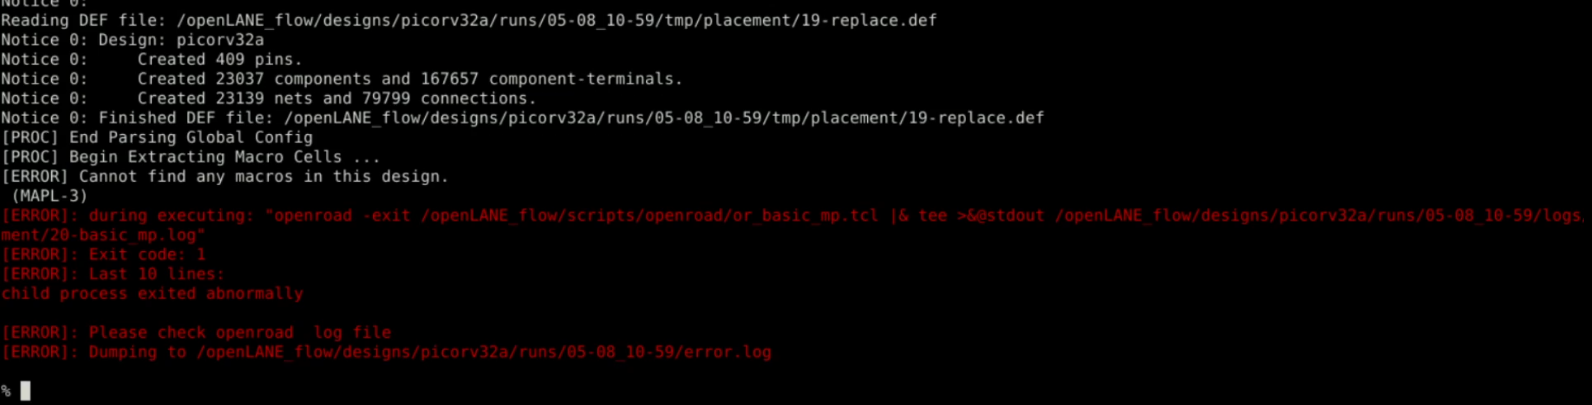 Notice 0:
Reading DEF file: /openLANE_flow/designs/picorv32a/runs/05-08_10-59/tmp/placement/19-replace.def
Notice 0: Design: picorv32a
Notice 0:     Created 409 pins.
Notice 0:     Created 23037 components and 167657 component-terminals.
Notice 0:     Created 23139 nets and 79799 connections.
Notice 0: Finished DEF file: /openLANE_flow/designs/picorv32a/runs/05-08_10-59/tmp/placement/19-replace.def
[PROC] End Parsing Global Config
[PROC] Begin Extracting Macro Cells ...
[ERROR] Cannot find any macros in this design.
 (MAPL-3)
[ERROR]: during executing: "openroad -exit /openLANE_flow/scripts/openroad/or_basic_mp.tcl |& tee >&@stdout /openLANE_flow/designs/picorv32a/runs/05-08_10-59/logs
ment/20-basic_mp.log"
[ERROR]: Exit code: 1
[ERROR]: Last 10 lines:
child process exited abnormally
[ERROR]: Please check openroad  log file
[ERROR]: Dumping to /openLANE_flow/designs/picorv32a/runs/05-08_10-59/error.log
%